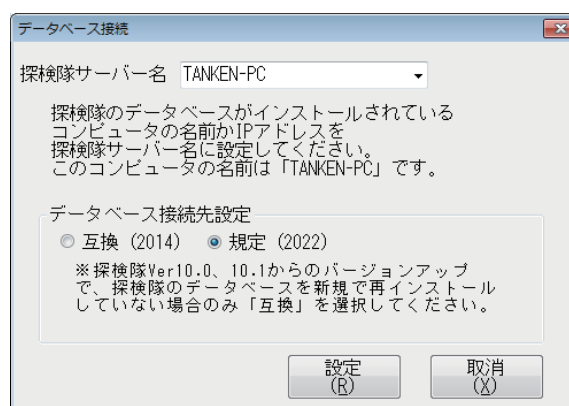 データベース接続
探検隊サーバー名 TANKEN-PC
探検隊のデータベースがインストールされている
コンピュータの名前かIPアドレスを
探検隊サーバー名に設定してください。
このコンピュータの名前は「TANKEN-PC」です。
データベース接続先設定
互換 (2014) 規定 (2022)
※探検隊Ver10.0、10.1からのバージョンアップ
で、探検隊のデータベースを新規で再インストール
していない場合のみ「互換」を選択してください。
設定 取消
(R) (X)